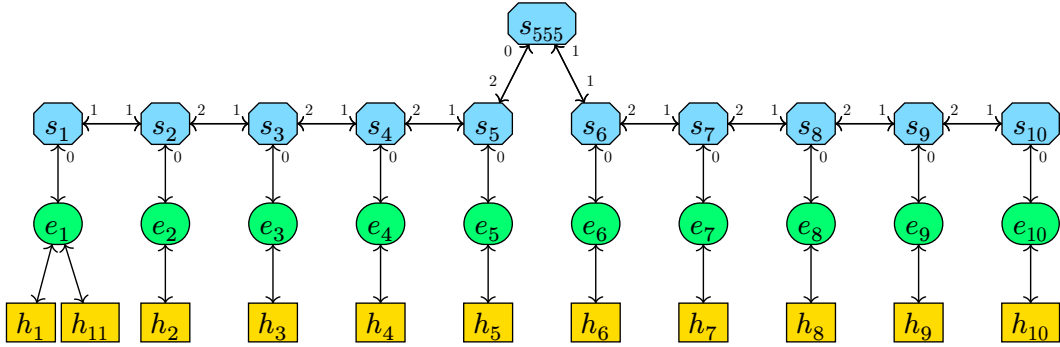 s555
0 1
2 1
s1 1 1 s2 2 1 s3 2 1 s4 2 1 s5 s6 2 1 s7 2 1 s8 2 1 s9 2 1 s10
0 0 0 0 0 0 0 0 0 0
e1 e2 e3 e4 e5 e6 e7 e8 e9 e10
h1 h11 h2 h3 h4 h5 h6 h7 h8 h9 h10